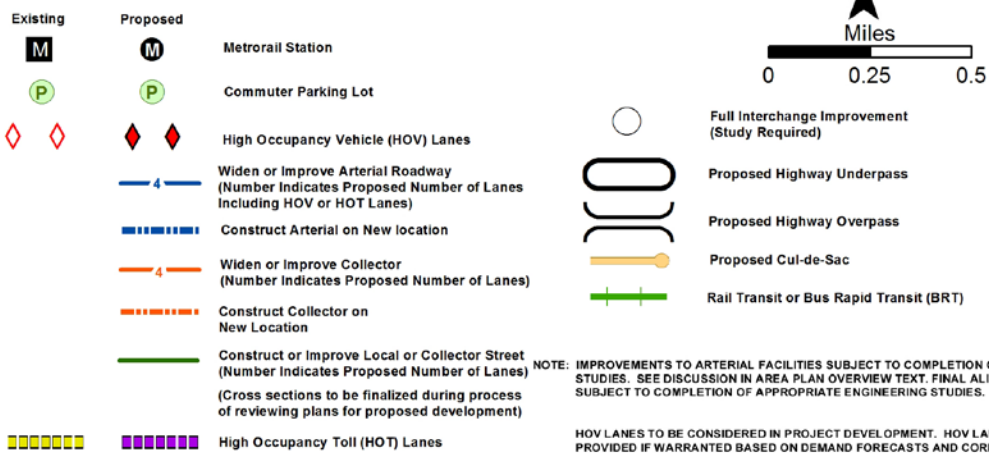 Existing Proposed
M M Metrorail Station
P P Commuter Parking Lot
High Occupancy Vehicle (HOV) Lanes
4 Widen or Improve Arterial Roadway
(Number Indicates Proposed Number of Lanes
Including HOV or HOT Lanes)
Construct Arterial on New location
4 Widen or Improve Collector
(Number Indicates Proposed Number of Lanes)
Construct Collector on
New Location
Construct or Improve Local or Collector Street
(Number Indicates Proposed Number of Lanes)
(Cross sections to be finalized during process
of reviewing plans for proposed development)
High Occupancy Toll (HOT) Lanes
Miles
0 0.25 0.5
Full Interchange Improvement
(Study Required)
Proposed Highway Underpass
Proposed Highway Overpass
Proposed Cul-de-Sac
Rail Transit or Bus Rapid Transit (BRT)
NOTE: IMPROVEMENTS TO ARTERIAL FACILITIES SUBJECT TO COMPLETION
STUDIES. SEE DISCUSSION IN AREA PLAN OVERVIEW TEXT. FINAL
SUBJECT TO COMPLETION OF APPROPRIATE ENGINEERING STUDIES.
HOV LANES TO BE CONSIDERED IN PROJECT DEVELOPMENT. HOV
PROVIDED IF WARRANTED BASED ON DEMAND FORECASTS AND